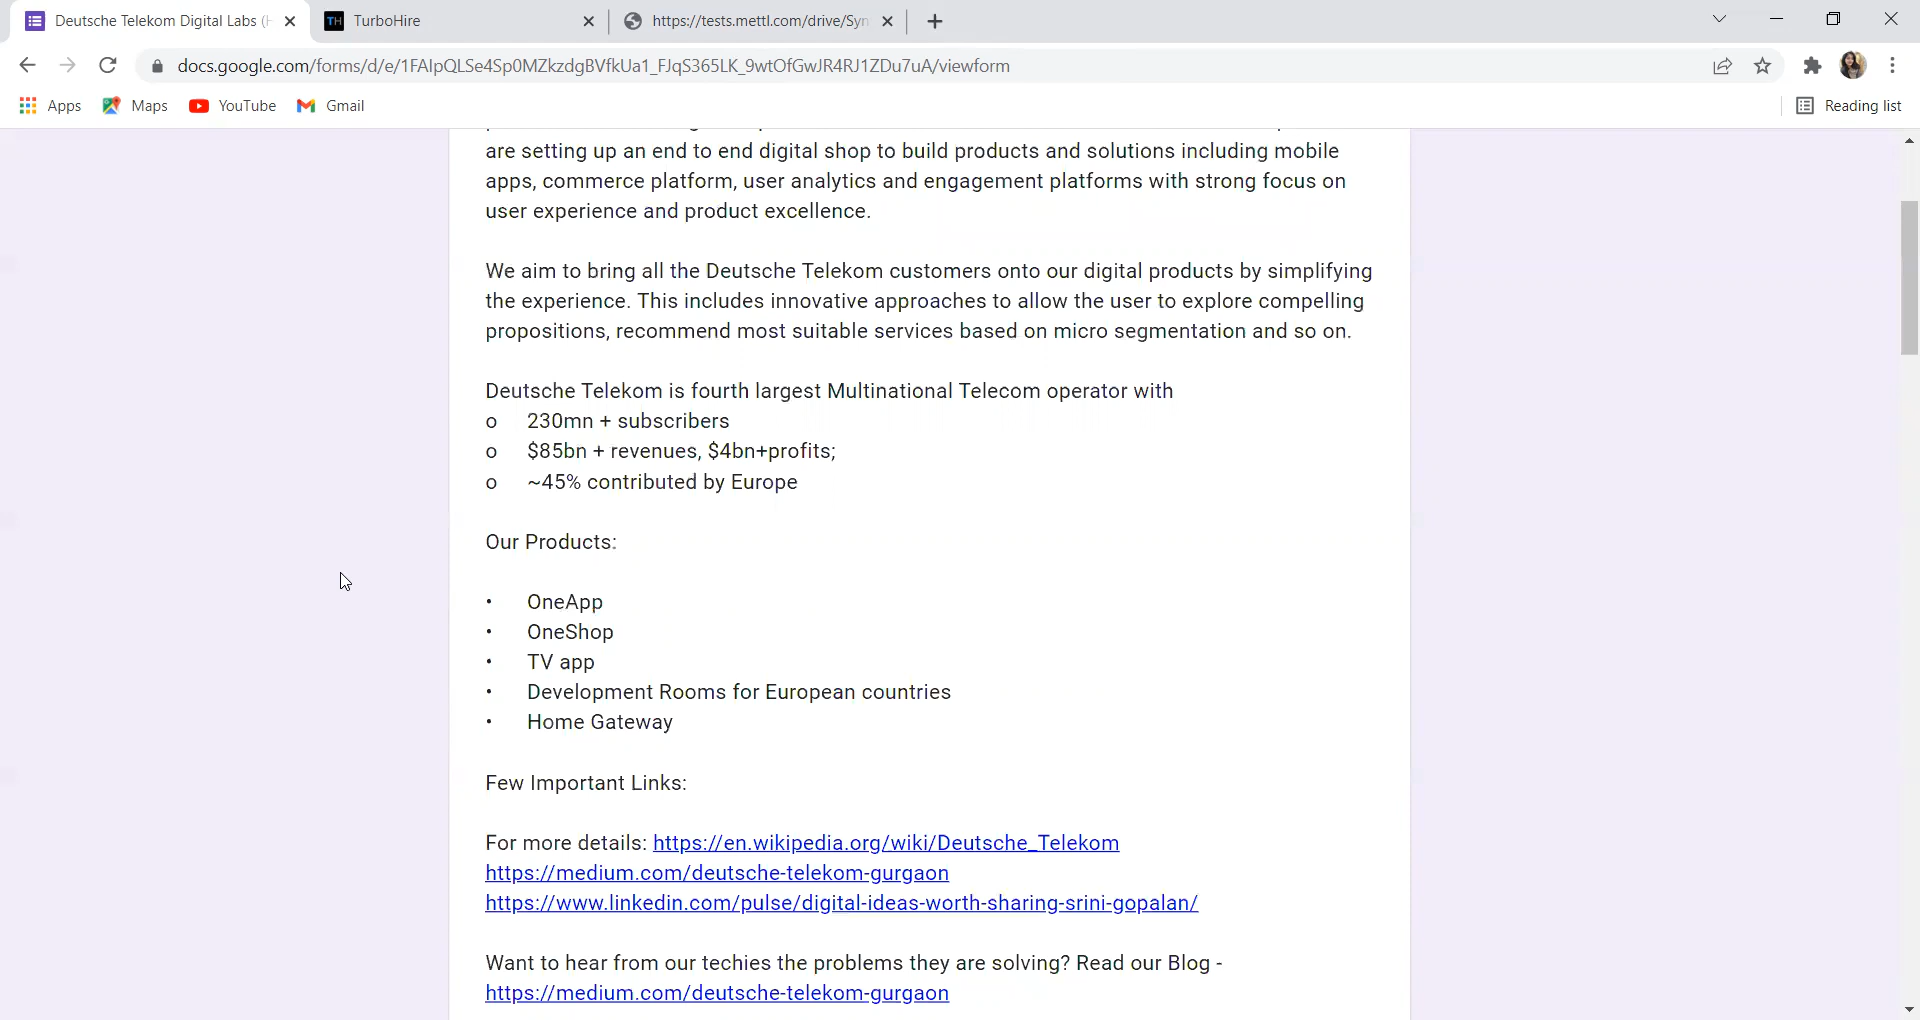 Deutsche Telekom Digital Labs (H
TurboHire
https://tests.mettl.com/drive/Syn
docs.google.com/forms/d/e/1FAIpQLSe4Sp0MZkzdgBVfkUa1_FJqS365LK_9wtOfGwJR4RJ1ZDu7uA/viewform
Apps
Maps
YouTube
Gmail
Reading list
are setting up an end to end digital shop to build products and solutions including mobile
apps, commerce platform, user analytics and engagement platforms with strong focus on
user experience and product excellence.
We aim to bring all the Deutsche Telekom customers onto our digital products by simplifying
the experience. This includes innovative approaches to allow the user to explore compelling
propositions, recommend most suitable services based on micro segmentation and so on.
Deutsche Telekom is fourth largest Multinational Telecom operator with
o 230mn + subscribers
o $85bn + revenues, $4bn+profits;
o ~45% contributed by Europe
Our Products:
• OneApp
• OneShop
• TV app
• Development Rooms for European countries
• Home Gateway
Few Important Links:
For more details: https://en.wikipedia.org/wiki/Deutsche_Telekom
https://medium.com/deutsche-telekom-gurgaon
https://www.linkedin.com/pulse/digital-ideas-worth-sharing-srini-gopalan/
Want to hear from our techies the problems they are solving? Read our Blog -
https://medium.com/deutsche-telekom-gurgaon